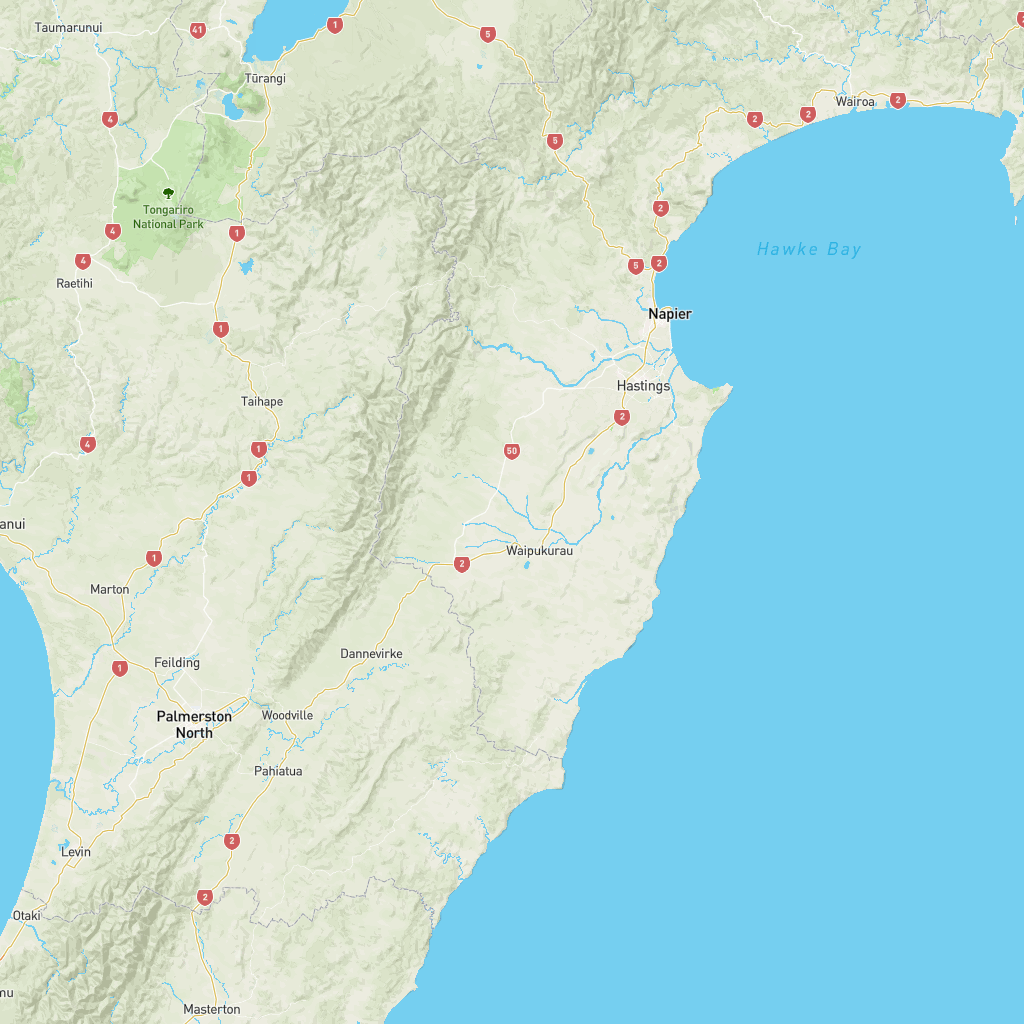 Taumarunui
41
1
5
2
Tūrangi
Wairoa
2
2
2
4
5
Tongariro
National Park
2
4
1
Hawke Bay
4
5
2
Raetihi
Napier
1
Hastings
Taihape
2
4
1
50
1
anui
Waipukurau
1
2
Marton
Dannevirke
Feilding
1
Palmerston
North
Woodville
Pahiatua
2
Levin
2
Otaki
mu
Masterton